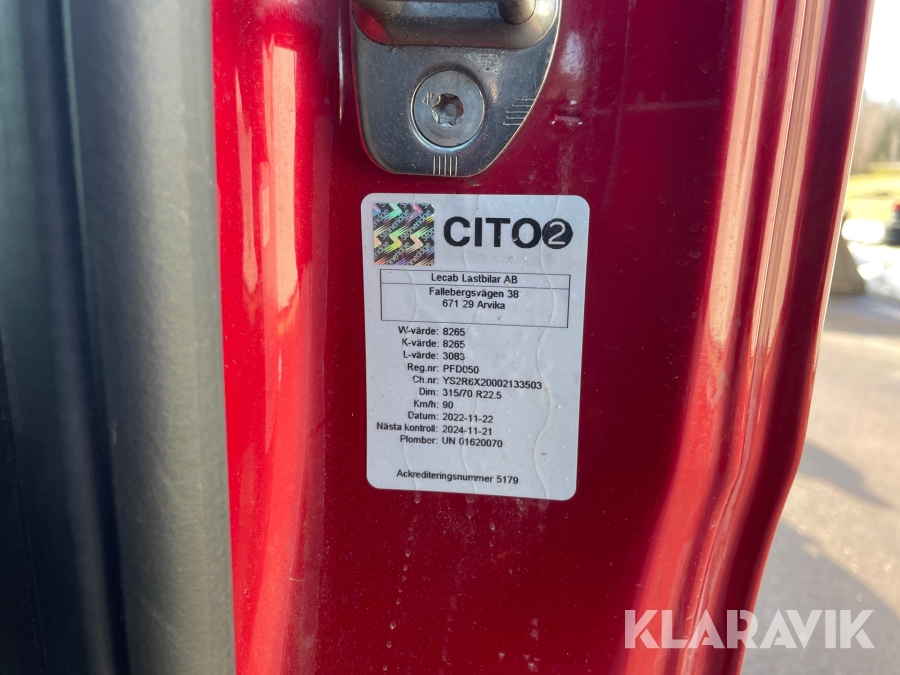 CITO2
Lecab Lastbilar AB
Fallebergsvägen 38
671 29 Arvika
W-värde: 8265
K-värde: 8265
L-värde: 3083
Reg.nr: PFD050
Ch.nr: YS2R6X20002133503
Dim: 315/70 R22.5
Km/h: 90
Datum: 2022-11-22
Nästa kontroll: 2024-11-21
Plomber: UN 01620070
Ackrediteringsnummer 5179
KLARAVIK